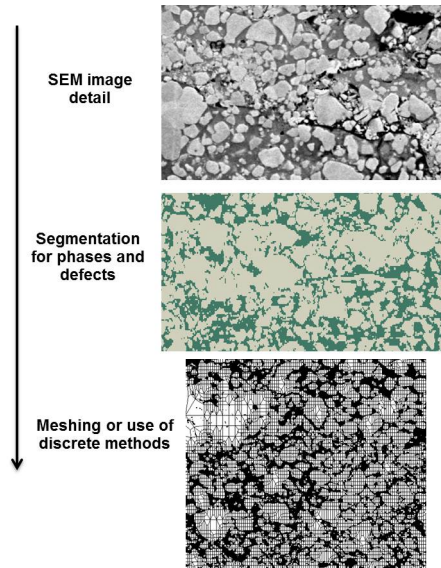 SEM image
detail
Segmentation
for phases and
defects
Meshing or use of
discrete methods